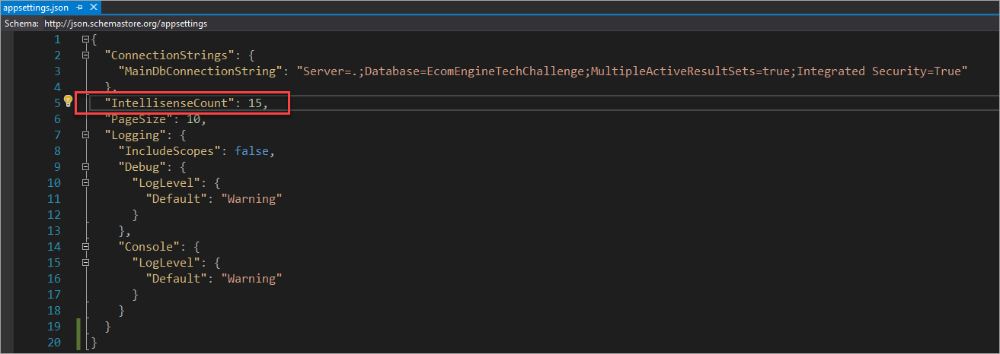 appsettings.json
Schema: http://json.schemastore.org/appsettings
1 {
2 "ConnectionStrings": {
3 "MainDbConnectionString": "Server=.;Database=EcomEngineTechChallenge;MultipleActiveResultSets=true;Integrated Security=True"
4 },
5 "IntellisenseCount": 15,
6 "PageSize": 10,
7 "Logging": {
8 "IncludeScopes": false,
9 "Debug": {
10 "LogLevel": {
11 "Default": "Warning"
12 }
13 },
14 "Console": {
15 "LogLevel": {
16 "Default": "Warning"
17 }
18 }
19 }
20 }